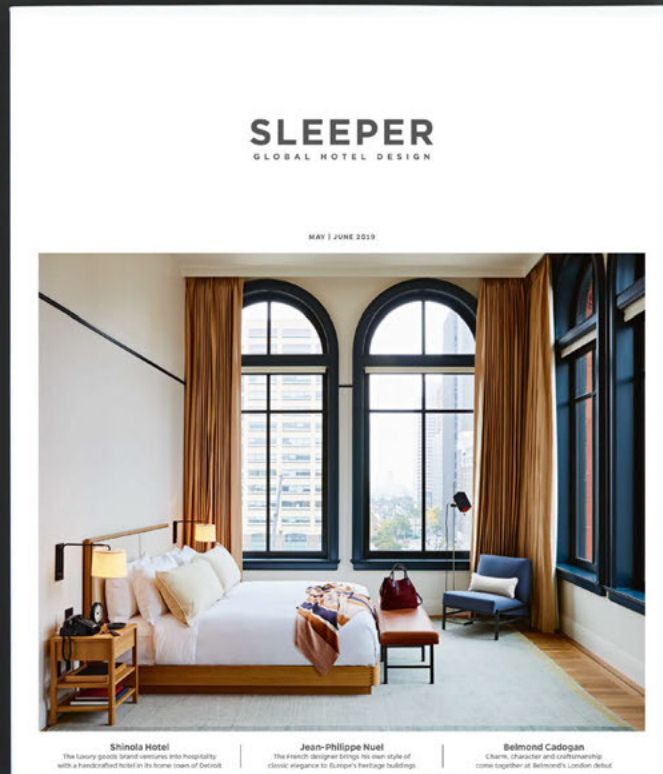 SLEEPER
GLOBAL HOTEL DESIGN
MAY | JUNE 2019
Shinola Hotel
The luxury goods brand ventures into hospitality
with a handcrafted hotel in its home town of Detroit
Jean-Philippe Nuel
The French designer brings his own style of
classic elegance to Europe's heritage buildings
Belmond Cadogan
Charm, character and craftsmanship
come together at Belmond's London debut